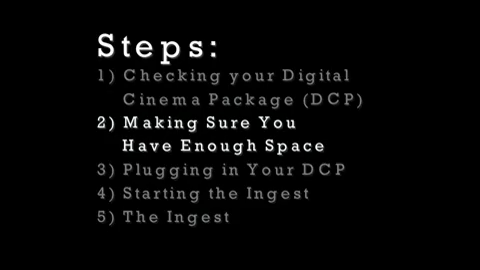 Steps:
1) Checking your Digital
Cinema Package (DCP)
2) Making Sure You
Have Enough Space
3) Plugging in Your DCP
4) Starting the Ingest
5) The Ingest